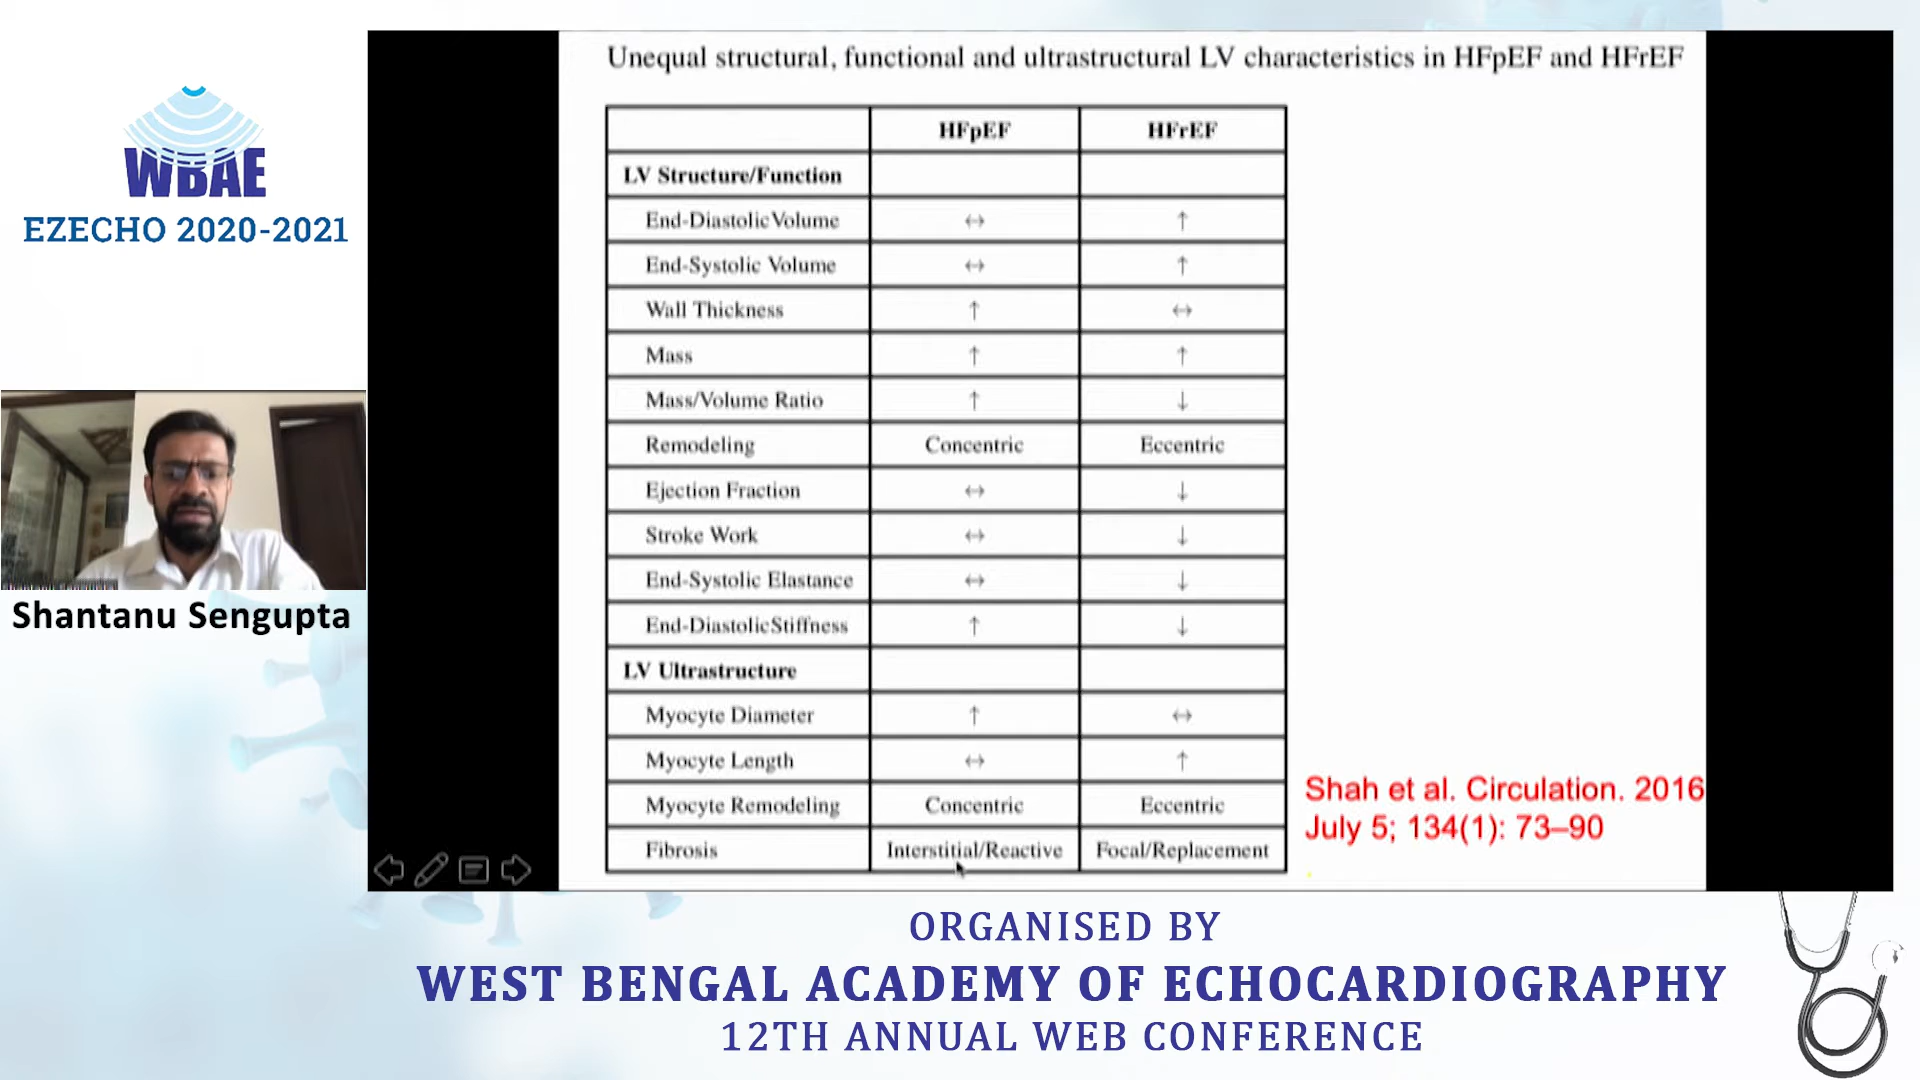 WBAE
EZECHO 2020-2021
Shantanu Sengupta
Unequal structural, functional and ultrastructural LV characteristics in HFpEF and HFrEF
HFpEF HFrEF
LV Structure/Function
End-Diastolic Volume ↔ ↑
End-Systolic Volume ↔ ↑
Wall Thickness ↑ ↔
Mass ↑ ↑
Mass/Volume Ratio ↑ ↓
Remodeling Concentric Eccentric
Ejection Fraction ↔ ↓
Stroke Work ↔ ↓
End-Systolic Elastance ↔ ↓
End-Diastolic Stiffness ↑ ↓
LV Ultrastructure
Myocyte Diameter ↑ ↔
Myocyte Length ↔ ↑
Myocyte Remodeling Concentric Eccentric
Fibrosis Interstitial/Reactive Focal/Replacement
Shah et al. Circulation. 2016
July 5; 134(1): 73–90
ORGANISED BY
WEST BENGAL ACADEMY OF ECHOCARDIOGRAPHY
12TH ANNUAL WEB CONFERENCE